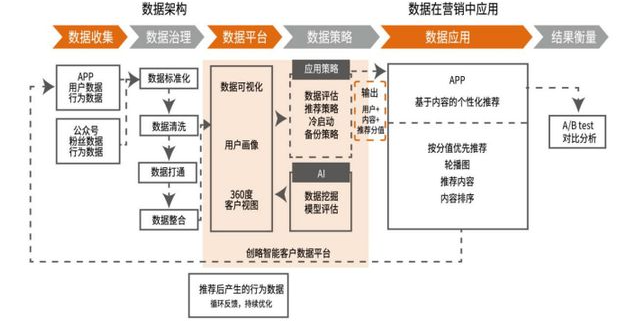 数据架构
数据在营销中应用
数据收集
数据治理
数据平台
数据策略
数据应用
结果衡量
APP
用户数据
行为数据
公众号
粉丝数据
行为数据
数据标准化
数据清洗
数据打通
数据整合
数据可视化
用户画像
360度
客户视图
应用策略
数据评估
推荐策略
冷启动
备份策略
AI
数据挖掘
模型评估
创略智能客户数据平台
输出
用户+
内容+
推荐分值
APP
基于内容的个性化推荐
按分值优先推荐
轮播图
推荐内容
内容排序
A/B test
对比分析
推荐后产生的行为数据
循环反馈，持续优化